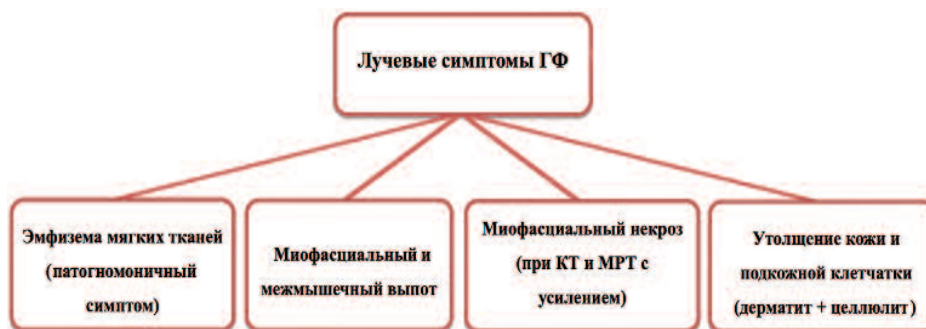 Лучевые симптомы ГФ
Эмфизема мягких тканей
(патогномоничный
симптом)
Миофасциальный и
межмышечный выпот
Миофасциальный некроз
(при КТ и МРТ с
усилением)
Утолщение кожи и
подкожной клетчатки
(дерматит + целлюлит)